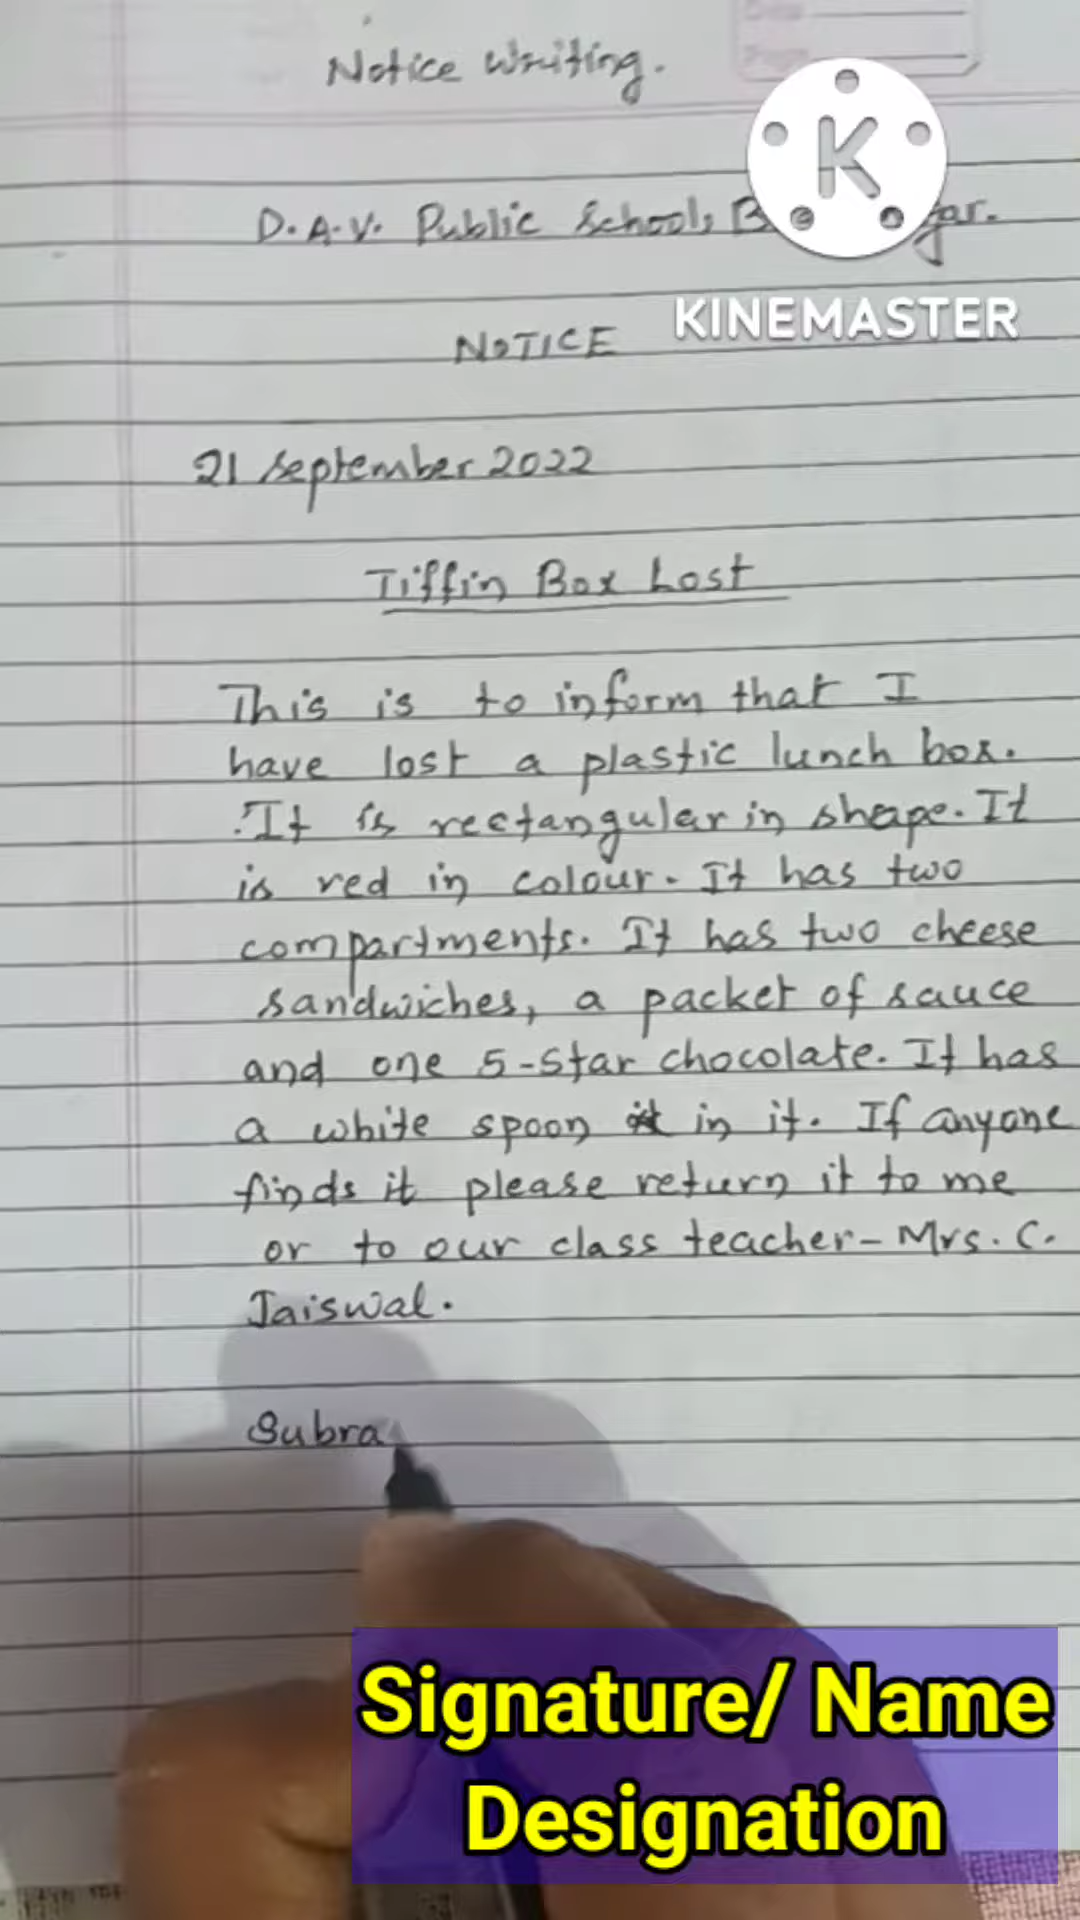 Notice Writing.
D.A.V. Public School,
NOTICE
KINEMASTER
21 September 2022
Tiffin Box Lost
This is to inform that I
have lost a plastic lunch box.
It is rectangular in shape. It
is red in colour. It has two
compartments. It has two cheese
sandwiches, a packet of sauce
and one 5-Star chocolate. It has
a white spoon in it. If anyone
finds it please return it to me
or to our class teacher- Mrs. C.
Jaiswal.
Subra
Signature/ Name
Designation